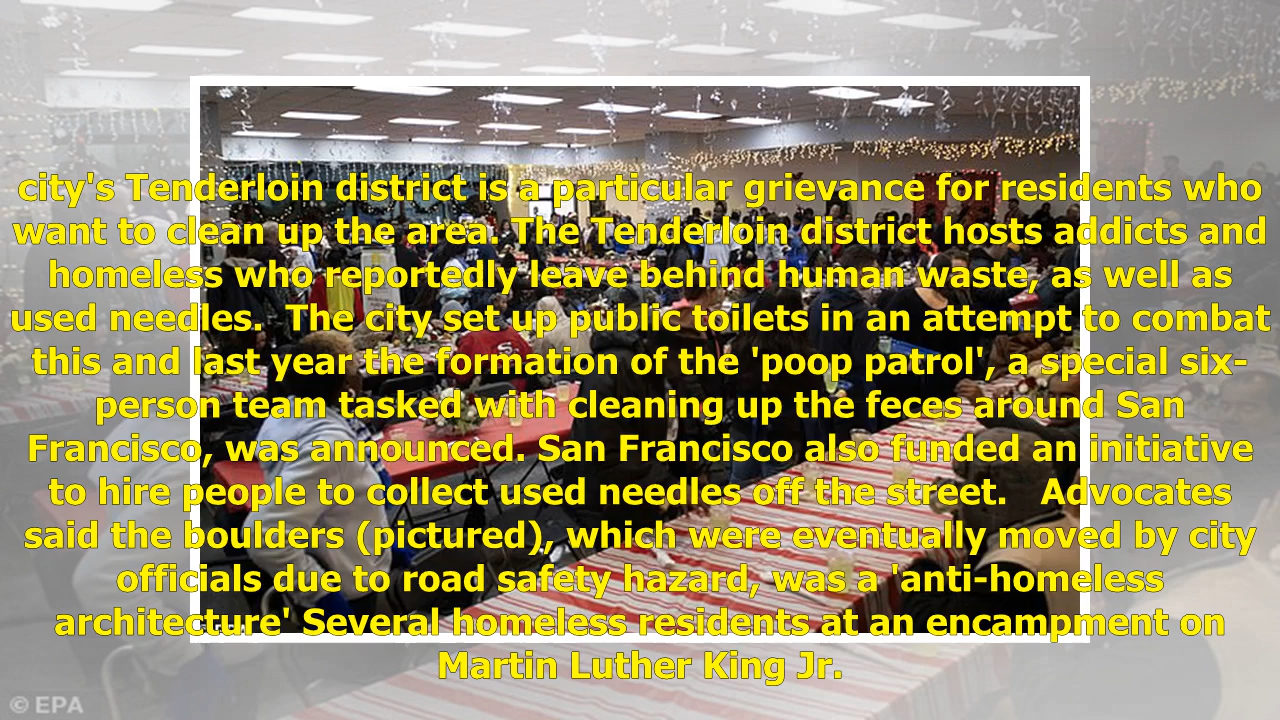 city's Tenderloin district is a particular grievance for residents who
want to clean up the area. The Tenderloin district hosts addicts and
homeless who reportedly leave behind human waste, as well as
used needles.  The city set up public toilets in an attempt to combat
this and last year the formation of the 'poop patrol', a special six-
person team tasked with cleaning up the feces around San
Francisco, was announced. San Francisco also funded an initiative
to hire people to collect used needles off the street.   Advocates
said the boulders (pictured), which were eventually moved by city
officials due to road safety hazard, was a 'anti-homeless
architecture' Several homeless residents at an encampment on
Martin Luther King Jr.
© EPA